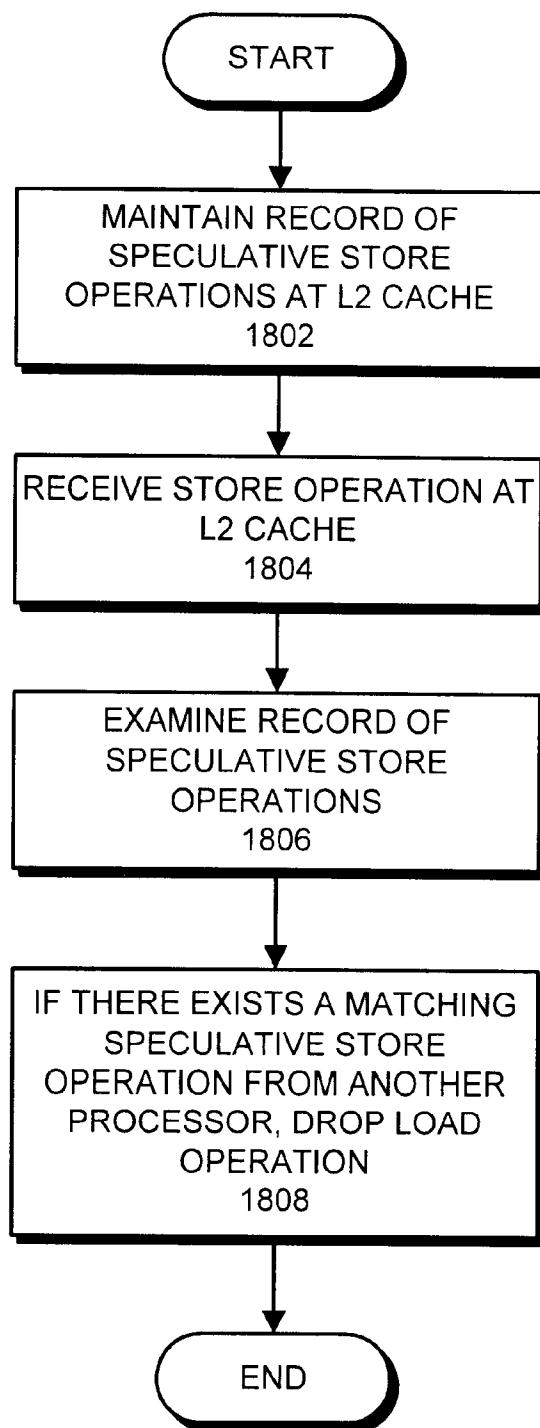 START
MAINTAIN RECORD OF
SPECULATIVE STORE
OPERATIONS AT L2 CACHE
1802
RECEIVE STORE OPERATION AT
L2 CACHE
1804
EXAMINE RECORD OF
SPECULATIVE STORE
OPERATIONS
1806
IF THERE EXISTS A MATCHING
SPECULATIVE STORE
OPERATION FROM ANOTHER
PROCESSOR, DROP LOAD
OPERATION
1808
END